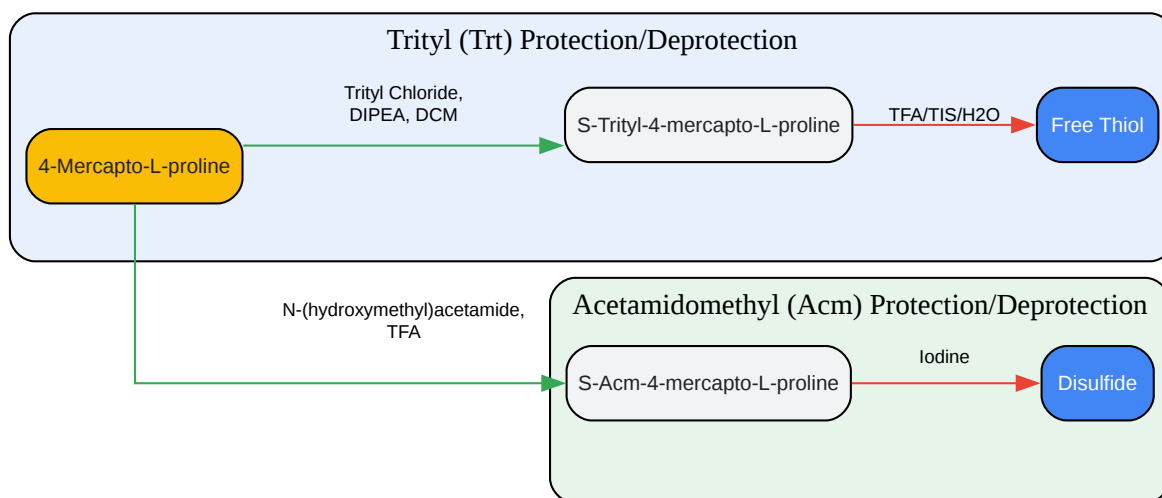 Trityl (Trt) Protection/Deprotection
Trityl Chloride,
DIPEA, DCM
S-Trityl-4-mercapto-L-proline
TFA/TIS/H2O
Free Thiol
4-Mercapto-L-proline
N-(hydroxymethyl)acetamide,
TFA
Acetamidomethyl (Acm) Protection/Deprotection
S-Acm-4-mercapto-L-proline
Iodine
Disulfide